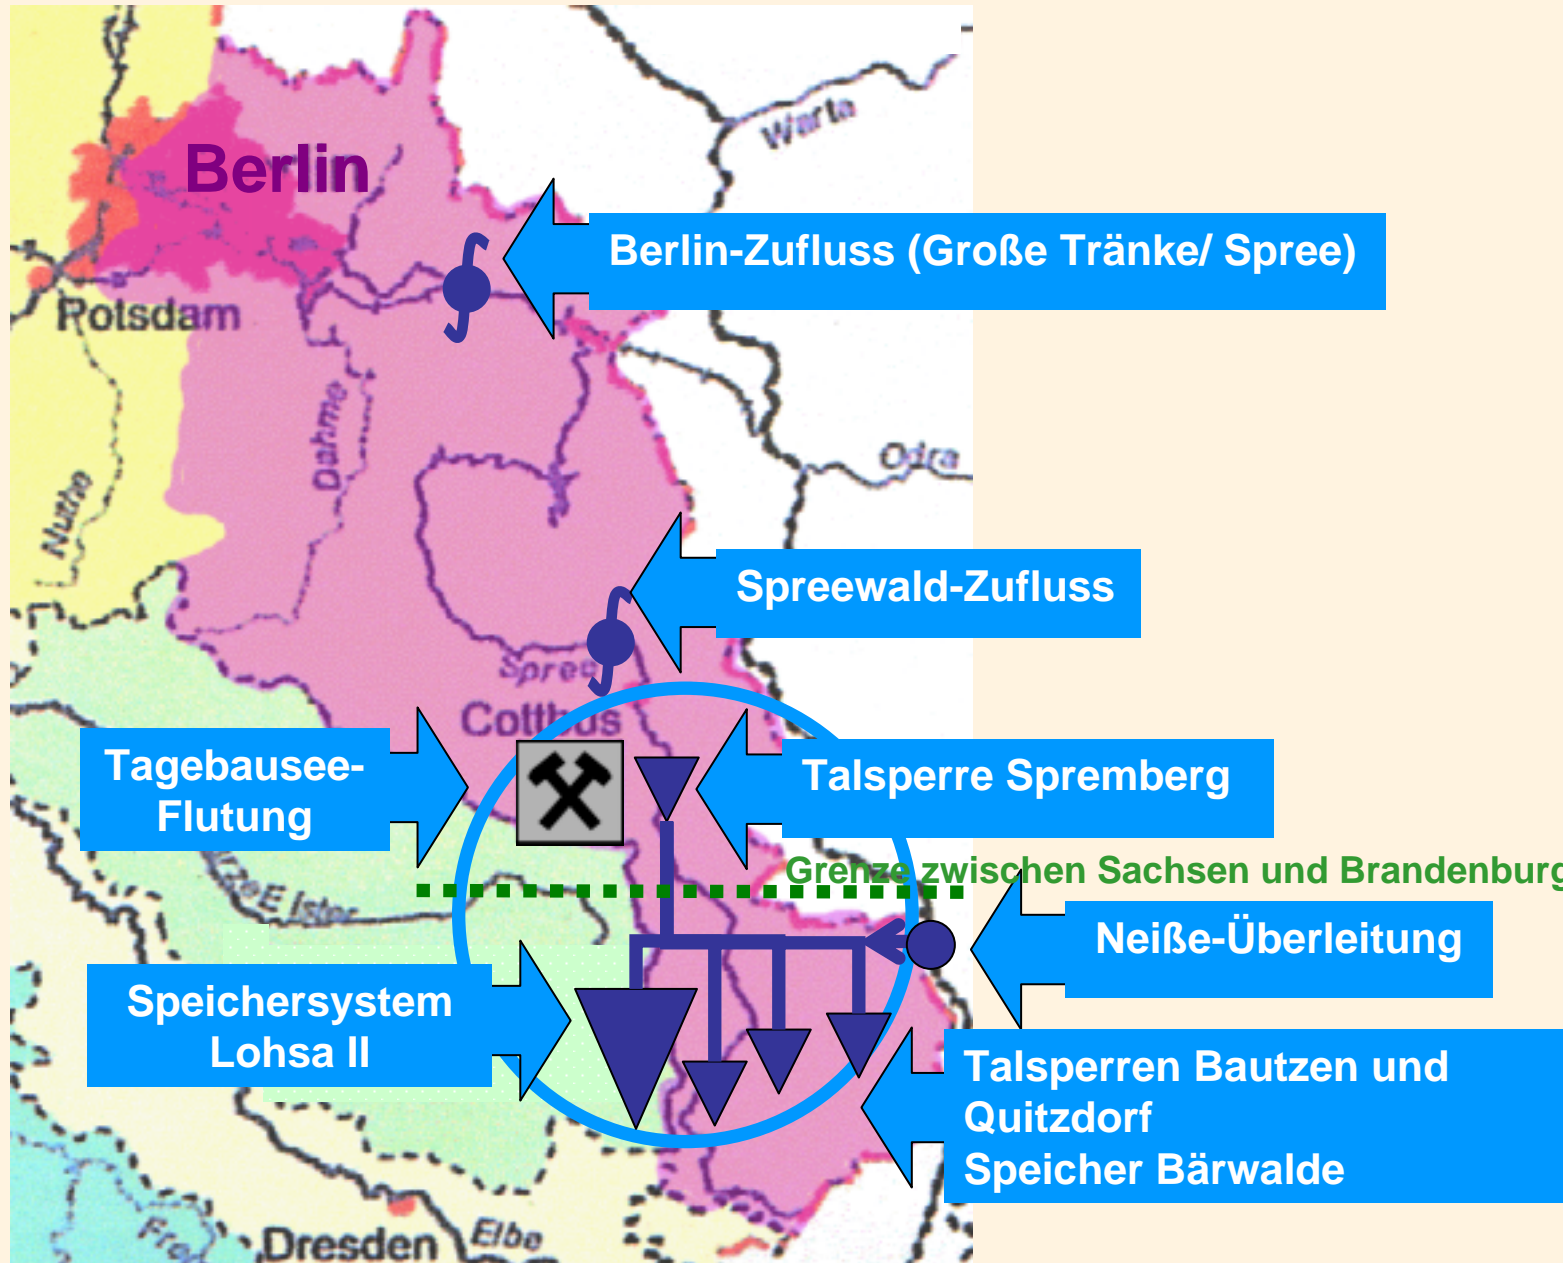 Warta
Berlin
Berlin-Zufluss (Große Tränke/ Spree)
Potsdam
Dahme
Odra
Nuthe
Spreewald-Zufluss
Spree
Cottbus
Tagebausee-
Flutung
Talsperre Spremberg
Grenze zwischen Sachsen und Brandenburg
Elster
Neiße-Überleitung
Speichersystem
Lohsa II
Talsperren Bautzen und
Quitzdorf
Speicher Bärwalde
Dresden
Elbe